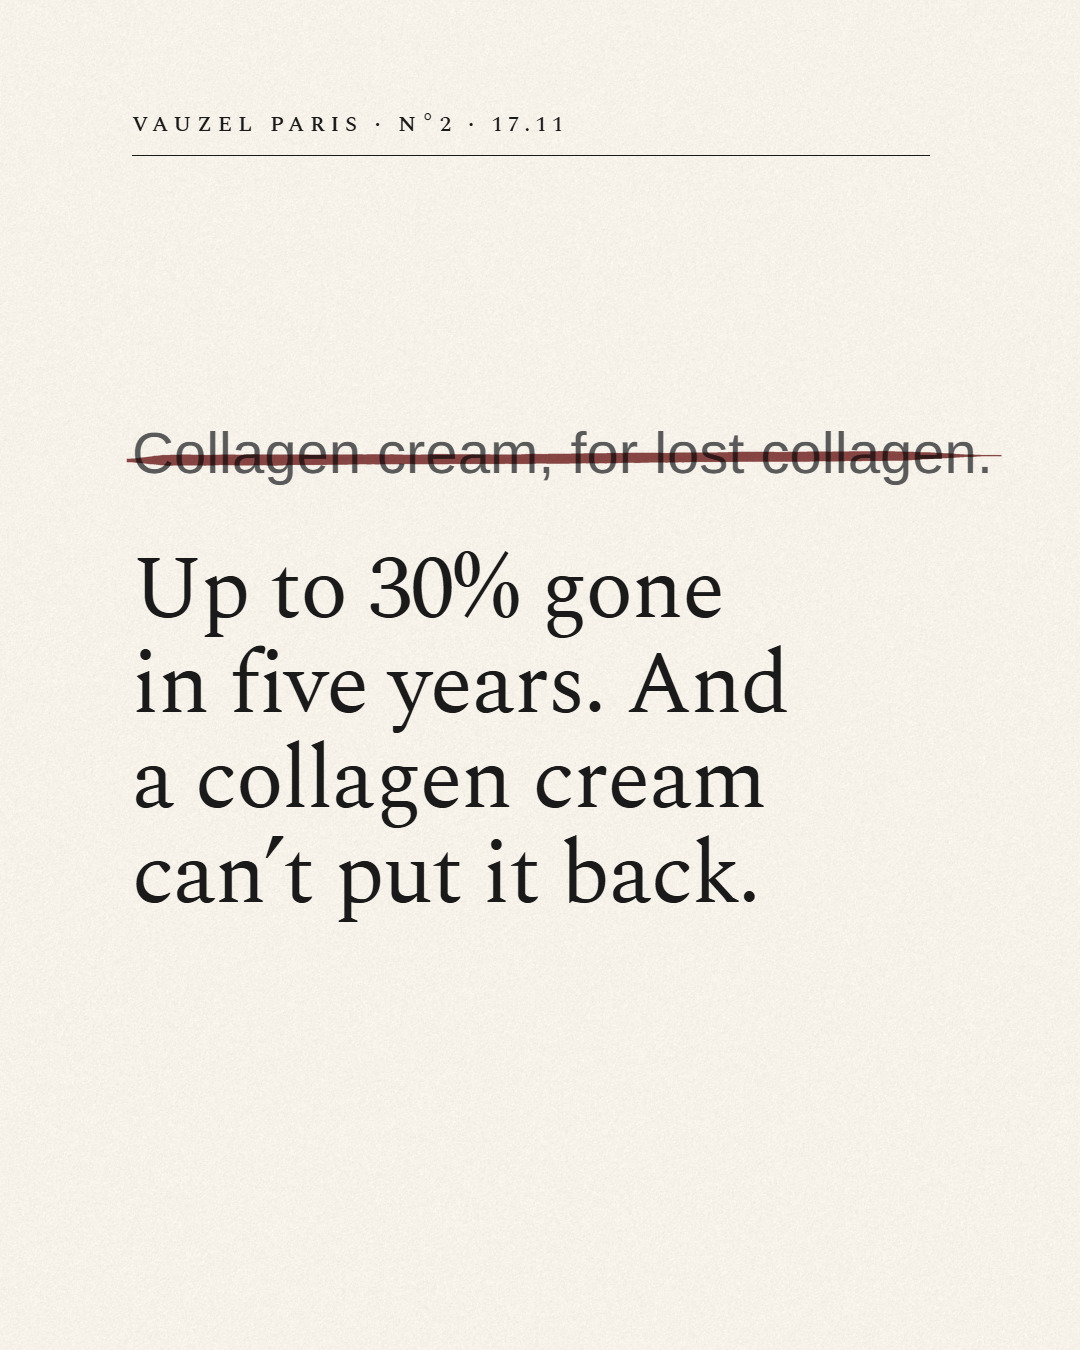 VAUZEL PARIS · N°2 · 17.11
Collagen cream, for lost collagen.
Up to 30% gone
in five years. And
a collagen cream
can’t put it back.